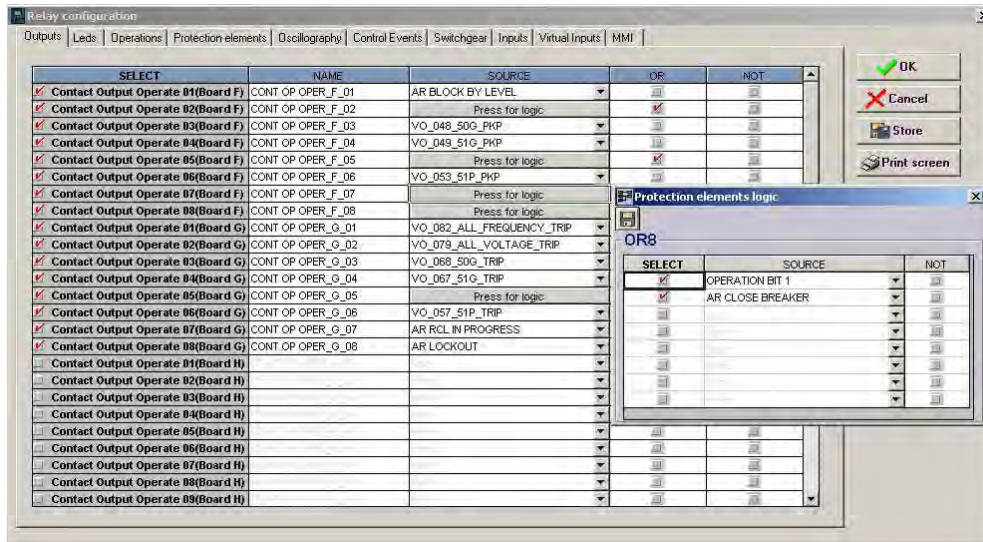 Relay configuration
Outputs Leds Operations Protection elements Oscillography Control Events Switchgear Inputs Virtual Inputs MMI
SELECT NAME SOURCE OR NOT
Contact Output Operate 01(Board F) CONT OP OPER_F_01 AR BLOCK BY LEVEL
Contact Output Operate 02(Board F) CONT OP OPER_F_02 Press for logic
Contact Output Operate 03(Board F) CONT OP OPER_F_03 VO_048_50G_PKP
Contact Output Operate 04(Board F) CONT OP OPER_F_04 VO_049_51G_PKP
Contact Output Operate 05(Board F) CONT OP OPER_F_05 Press for logic
Contact Output Operate 06(Board F) CONT OP OPER_F_06 VO_053_51P_PKP
Contact Output Operate 07(Board F) CONT OP OPER_F_07 Press for logic
Contact Output Operate 08(Board F) CONT OP OPER_F_08 Press for logic
Contact Output Operate 01(Board G) CONT OP OPER_G_01 VO_082_ALL_FREQUENCY_TRIP
Contact Output Operate 02(Board G) CONT OP OPER_G_02 VO_079_ALL_VOLTAGE_TRIP
Contact Output Operate 03(Board G) CONT OP OPER_G_03 VO_068_50G_TRIP
Contact Output Operate 04(Board G) CONT OP OPER_G_04 VO_067_51G_TRIP
Contact Output Operate 05(Board G) CONT OP OPER_G_05 Press for logic
Contact Output Operate 06(Board G) CONT OP OPER_G_06 VO_057_51P_TRIP
Contact Output Operate 07(Board G) CONT OP OPER_G_07 AR RCL IN PROGRESS
Contact Output Operate 08(Board G) CONT OP OPER_G_08 AR LOCKOUT
Contact Output Operate 01(Board H)
Contact Output Operate 02(Board H)
Contact Output Operate 03(Board H)
Contact Output Operate 04(Board H)
Contact Output Operate 05(Board H)
Contact Output Operate 06(Board H)
Contact Output Operate 07(Board H)
Contact Output Operate 08(Board H)
Contact Output Operate 09(Board H)
OK
Cancel
Store
Print screen
Protection elements logic
OR8
SELECT SOURCE NOT
OPERATION BIT 1
AR CLOSE BREAKER